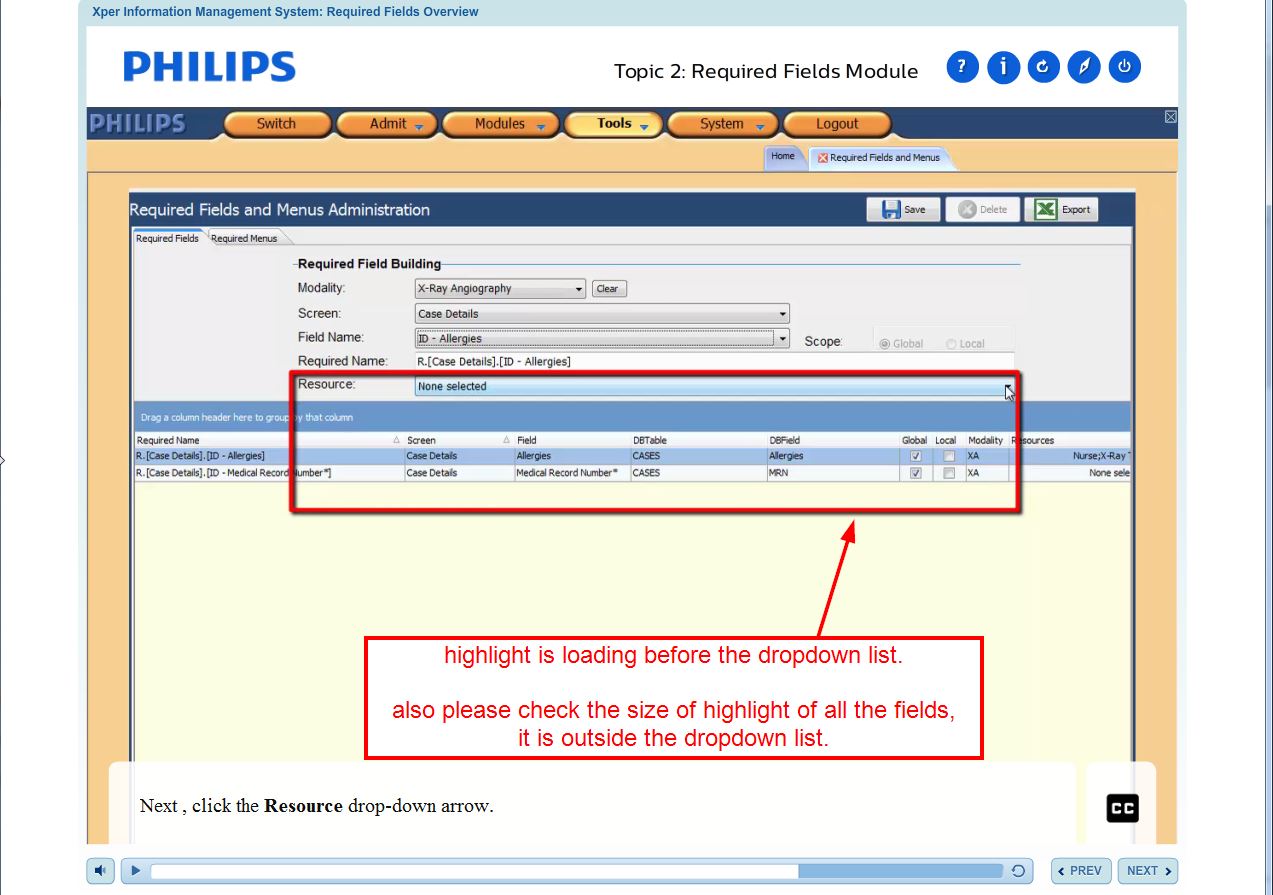 Xper Information Management System: Required Fields Overview
PHILIPS
Topic 2: Required Fields Module
? i
PHILIPS Switch Admit Modules Tools System Logout
Home Required Fields and Menus
Required Fields and Menus Administration Save Delete Export
Required Fields Required Menus
Required Field Building
Modality: X-Ray Angiography Clear
Screen: Case Details
Field Name: ID - Allergies Scope: Global Local
Required Name: R.[Case Details].[ID - Allergies]
Resource: None selected
Drag a column header here to group by that column
Required Name Screen Field DBTable DBField Global Local Modality Resources
R.[Case Details].[ID - Allergies] Case Details Allergies CASES Allergies XA Nurse;X-Ray T
R.[Case Details].[ID - Medical Record Number*] Case Details Medical Record Number* CASES MRN XA None sele
highlight is loading before the dropdown list.
also please check the size of highlight of all the fields,
it is outside the dropdown list.
Next , click the Resource drop-down arrow.
CC
PREV NEXT